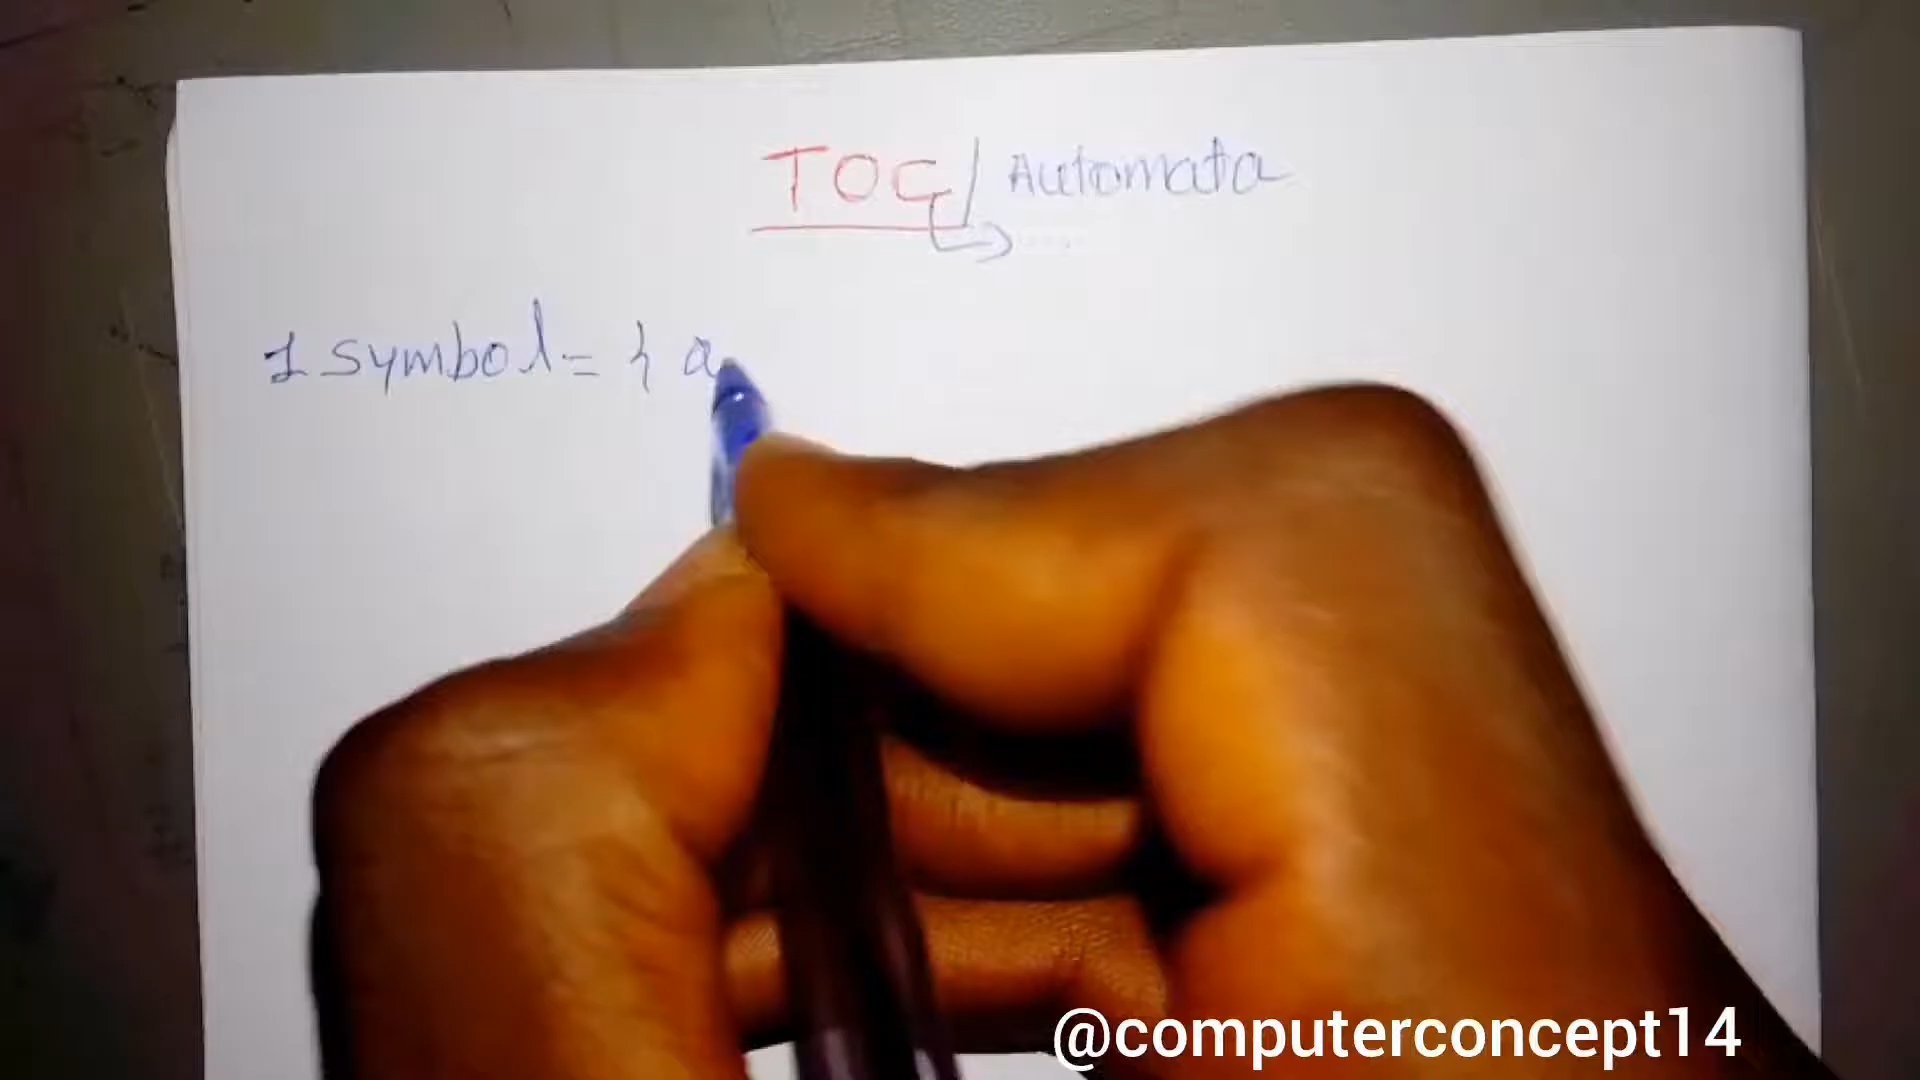 TOC / Automata
1 symbol = { a
@computerconcept14